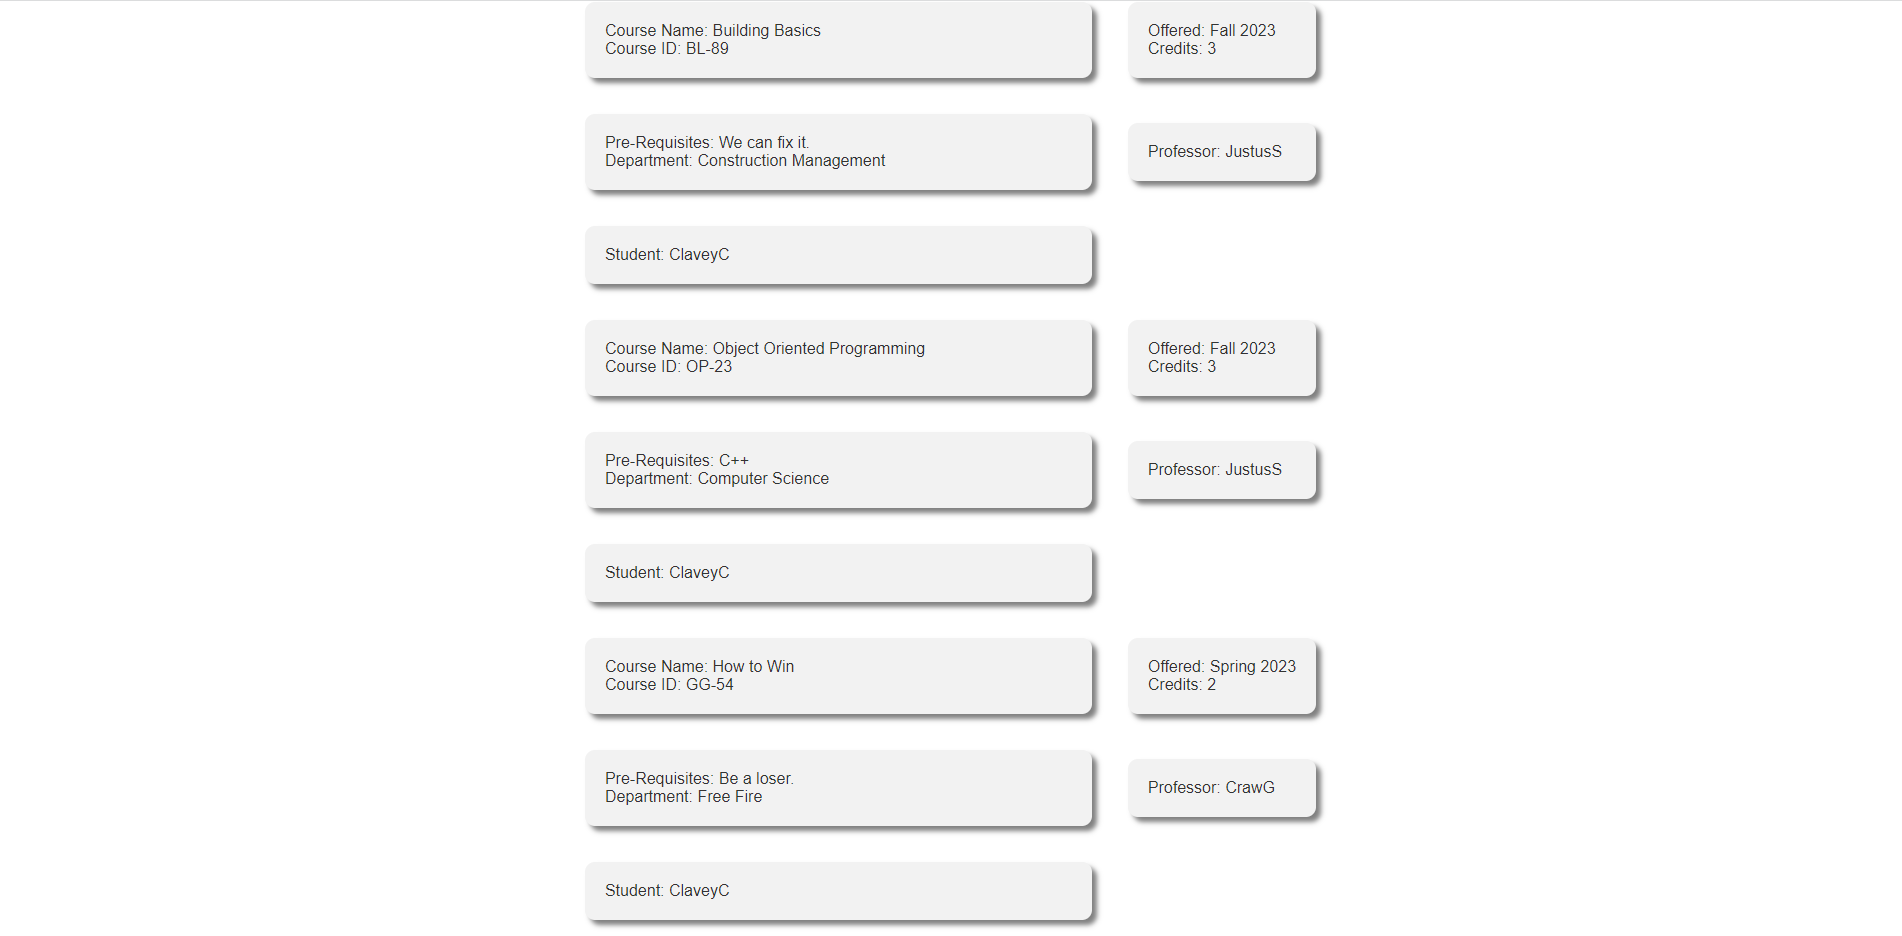 Course Name: Building Basics
Course ID: BL-89
Offered: Fall 2023
Credits: 3
Pre-Requisites: We can fix it.
Department: Construction Management
Professor: JustusS
Student: ClaveyC
Course Name: Object Oriented Programming
Course ID: OP-23
Offered: Fall 2023
Credits: 3
Pre-Requisites: C++
Department: Computer Science
Professor: JustusS
Student: ClaveyC
Course Name: How to Win
Course ID: GG-54
Offered: Spring 2023
Credits: 2
Pre-Requisites: Be a loser.
Department: Free Fire
Professor: CrawG
Student: ClaveyC